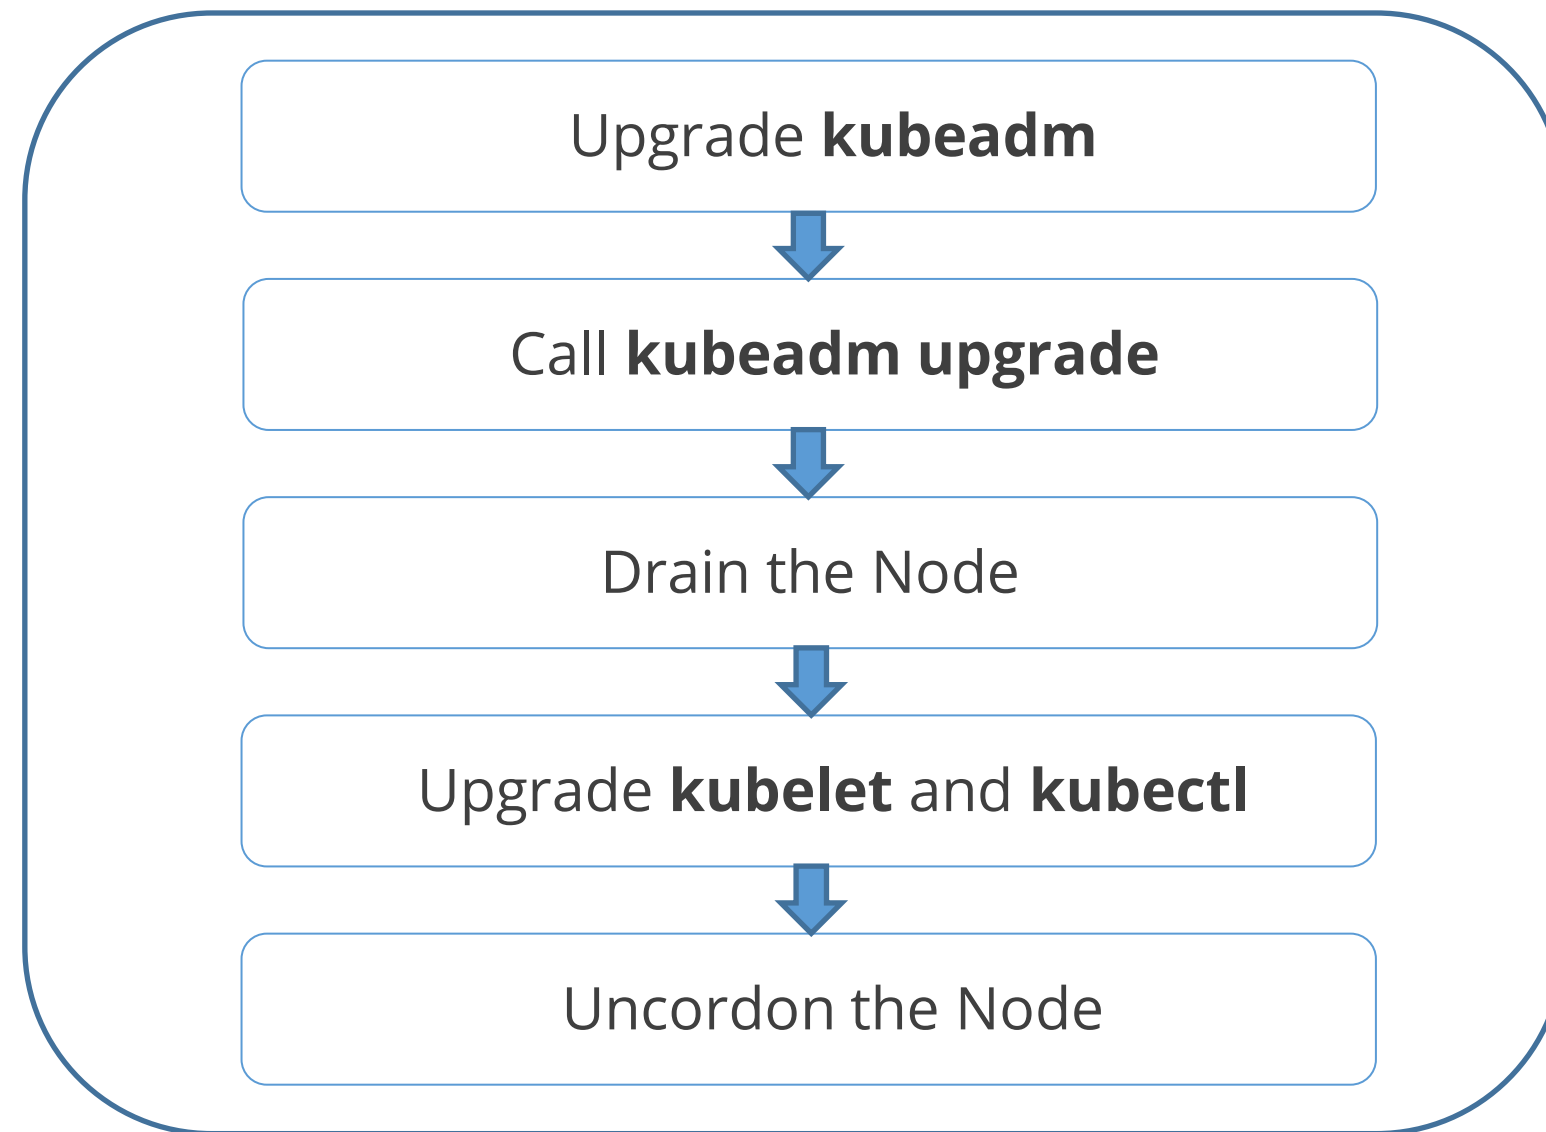 Upgrade kubeadm
Call kubeadm upgrade
Drain the Node
Upgrade kubelet and kubectl
Uncordon the Node